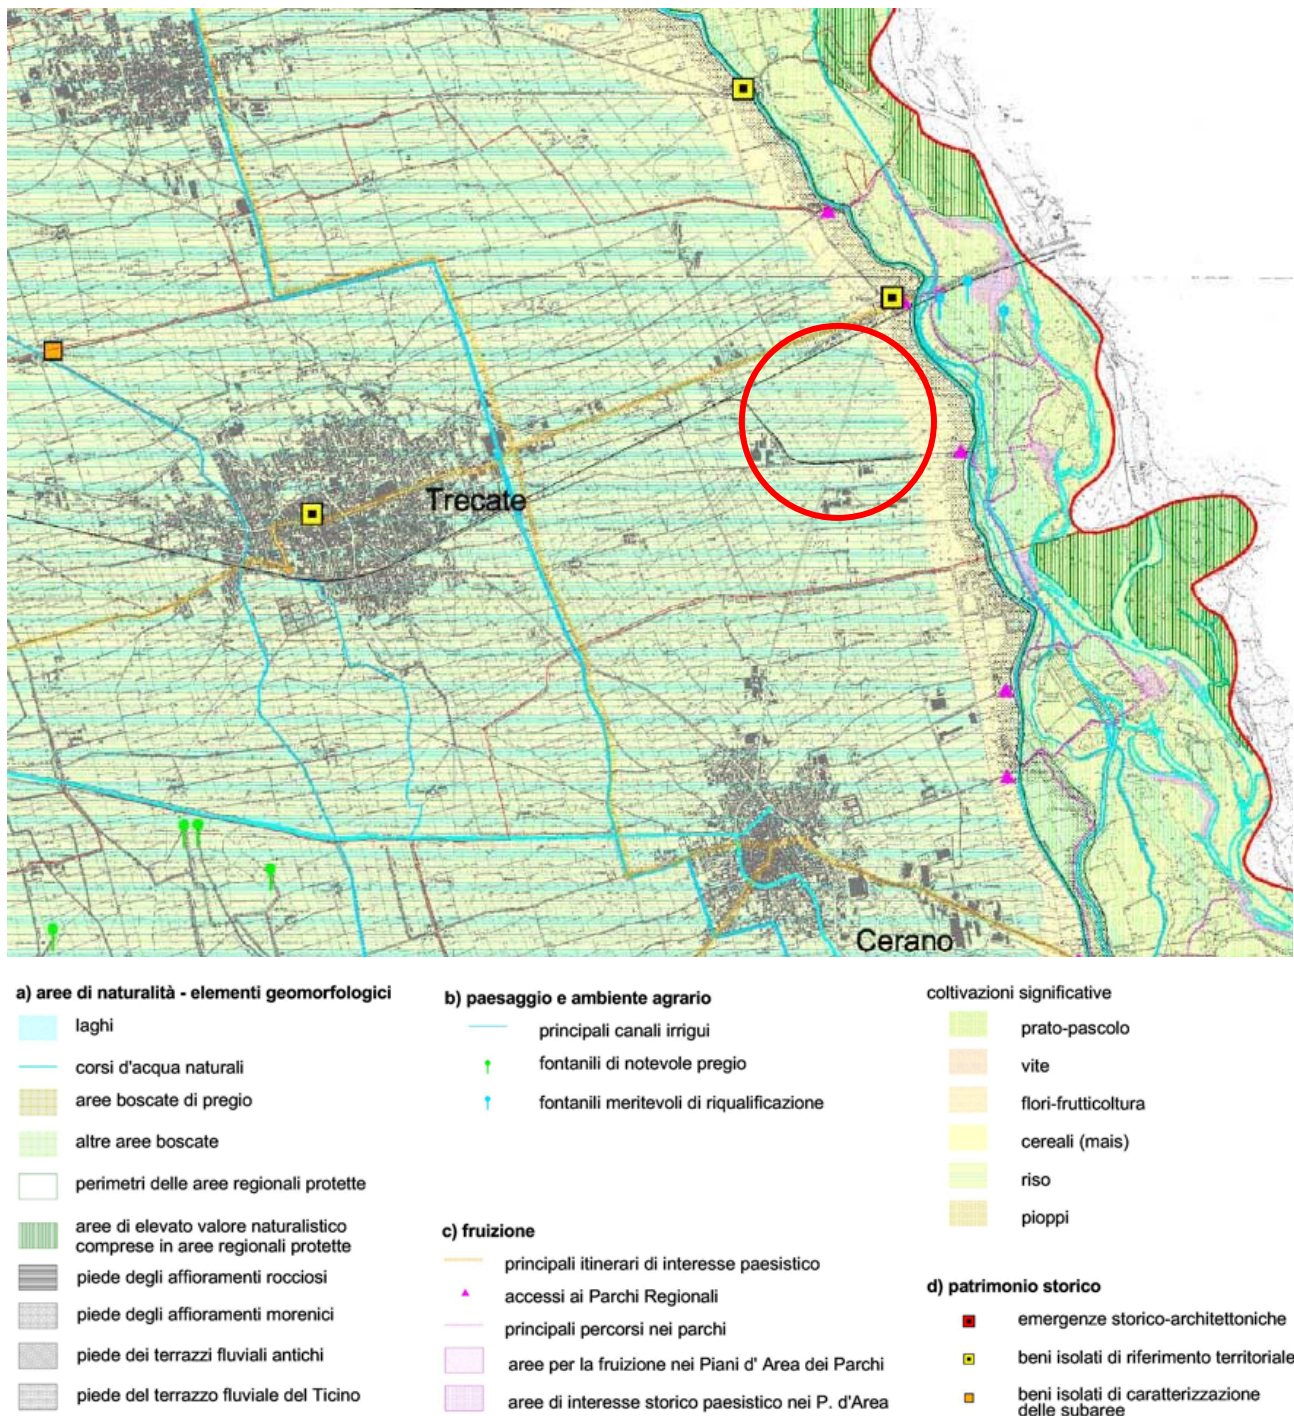 Trecate
Cerano
a) aree di naturalità - elementi geomorfologici
laghi
corsi d'acqua naturali
aree boscate di pregio
altre aree boscate
perimetri delle aree regionali protette
aree di elevato valore naturalistico
comprese in aree regionali protette
piede degli affioramenti rocciosi
piede degli affioramenti morenici
piede dei terrazzi fluviali antichi
piede del terrazzo fluviale del Ticino
b) paesaggio e ambiente agrario
principali canali irrigui
fontanili di notevole pregio
fontanili meritevoli di riqualificazione
c) fruizione
principali itinerari di interesse paesistico
accessi ai Parchi Regionali
principali percorsi nei parchi
aree per la fruizione nei Piani d' Area dei Parchi
aree di interesse storico paesistico nei P. d'Area
coltivazioni significative
prato-pascolo
vite
flori-frutticoltura
cereali (mais)
riso
pioppi
d) patrimonio storico
emergenze storico-architettoniche
beni isolati di riferimento territoriale
beni isolati di caratterizzazione
delle subaree